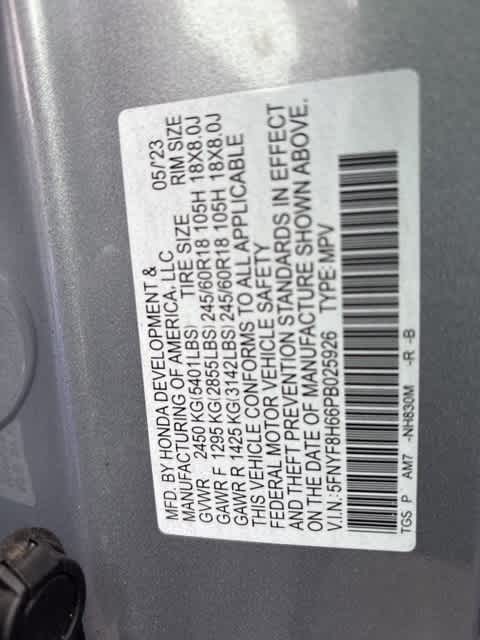 MFD. BY HONDA DEVELOPMENT & 05/'23
MANUFACTURING OF AMERICA, LLC RIM SIZE
GVWR 2450 KG(5401LBS) TIRE SIZE
GAWR F 1295 KG(2855LBS) 245/60R18 105H 18X8.0J
GAWR R 1425 KG(3142LBS) 245/60R18 105H 18X8.0J
THIS VEHICLE CONFORMS TO ALL APPLICABLE
FEDERAL MOTOR VEHICLE SAFETY
AND THEFT PREVENTION STANDARDS IN EFFECT
ON THE DATE OF MANUFACTURE SHOWN ABOVE.
V.I.N.:5FNYF8H66PB025926 TYPE:MPV
TGS P AM7 -NH830M -R -B